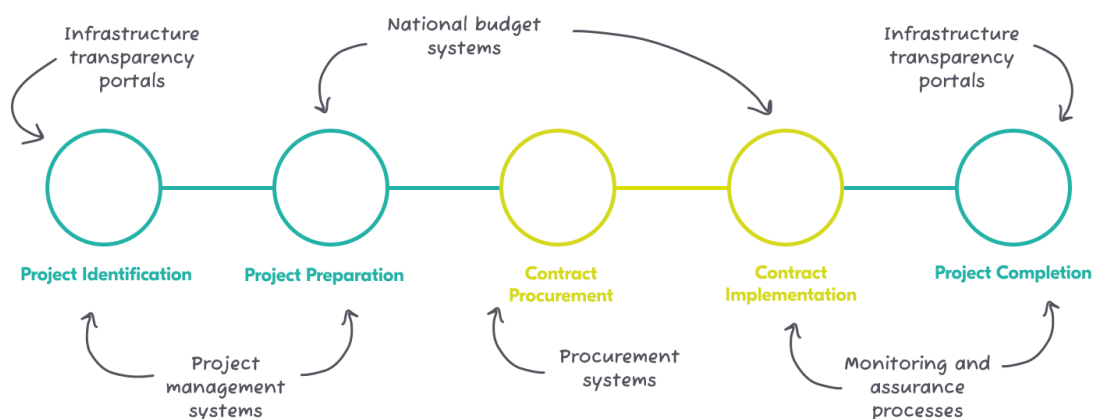 Infrastructure
transparency
portals
National budget
systems
Infrastructure
transparency
portals
Project Identification
Project Preparation
Contract
Procurement
Contract
Implementation
Project Completion
Project
management
systems
Procurement
systems
Monitoring and
assurance
processes